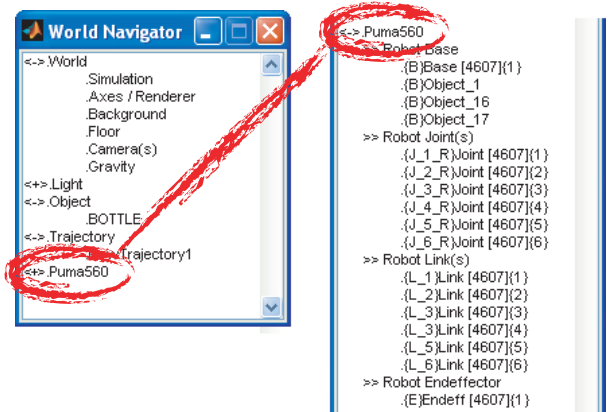 World Navigator
<->.World
.Simulation
.Axes / Renderer
.Background
.Floor
.Camera(s)
.Gravity
<+>.Light
<->.Object
.BOTTLE
<->.Trajectory
Trajectory1
<+>.Puma560
<->.Puma560
>> Robot Base
.{B}Base [4607]{1}
.{B}Object_1
.{B}Object_16
.{B}Object_17
>> Robot Joint(s)
.{J_1_R}Joint [4607]{1}
.{J_2_R}Joint [4607]{2}
.{J_3_R}Joint [4607]{3}
.{J_4_R}Joint [4607]{4}
.{J_5_R}Joint [4607]{5}
.{J_6_R}Joint [4607]{6}
>> Robot Link(s)
.{L_1}Link [4607]{1}
.{L_2}Link [4607]{2}
.{L_3}Link [4607]{3}
.{L_3}Link [4607]{4}
.{L_5}Link [4607]{5}
.{L_6}Link [4607]{6}
>> Robot Endeffector
.{E}Endeff [4607]{1}